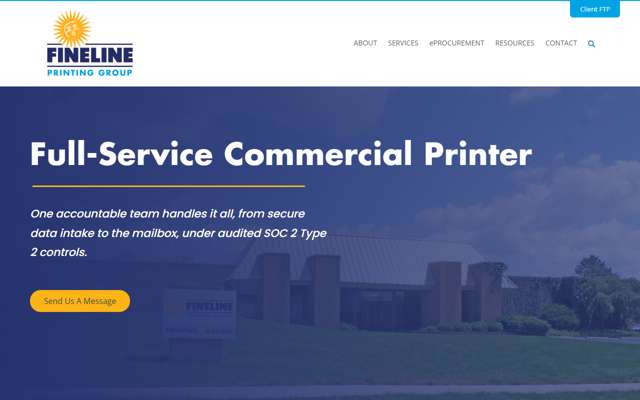 Client FTP
FINELINE
PRINTING GROUP
ABOUT SERVICES ePROCUREMENT RESOURCES CONTACT
Full-Service Commercial Printer
One accountable team handles it all, from secure
data intake to the mailbox, under audited SOC 2 Type
2 controls.
Send Us A Message
FINELINE